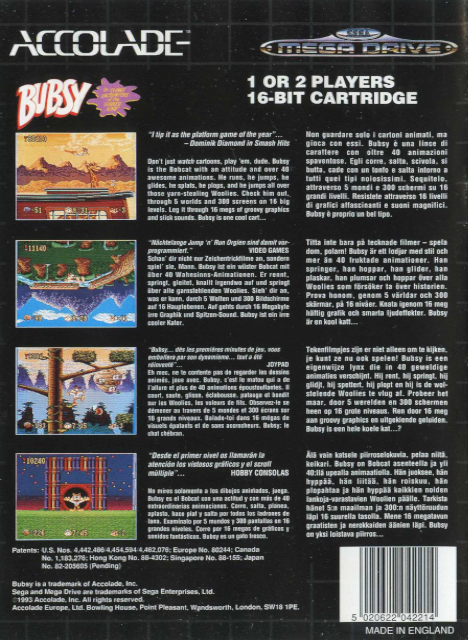 ACCOLADE
SEGA
MEGA DRIVE
BUBSY
1 OR 2 PLAYERS
16-BIT CARTRIDGE
"I tip it as the platform game of the year"...
– Dominik Diamond in Smash Hits
Don't just watch cartoons, play 'em, dude. Bubsy
is the Bobcat with an attitude and over 40
awesome animations. He runs, he jumps, he
glides, he splats, he plops, and he jumps all over
those yarn-stealing Woolies. Check him out,
through 5 worlds and 300 screens on 16 big
levels. Leg it through 16 megs of groovy graphics
and slick sounds. Bubsy is one cool cat...
Non guardare solo i cartoni animati, ma
gioca con essi. Bubsy è una lince di
carattere con oltre 40 animazioni
spaventose. Egli corre, salta, scivola, si
butta, cade con un tonfo e salta intorno a
tutti quei tipi noiosissimi. Seguitelo,
attraverso 5 mondi e 300 schermi su 16
grandi livelli. Resistete attraverso 16 livelli
di grafici affascinanti e suoni magnifici.
Bubsy è proprio un bel tipo.
"Wächtelange Jump 'n' Run Orgien sind damit vor-
programmiert." VIDEO GAMES
Schau' dir nicht nur Zeichentrickfilme an, sondern
spiel' sie, Mann. Bubsy ist ein wüster Bobcat mit
über 40 Wahnsinns-Animationen. Er rennt,
springt, gleitet, knallt irgendwo auf und springt
über alle garnstehlenden Woolies. Sieh' dir an,
was er kann, durch 5 Welten und 300 Bildschirme
auf 16 Hauptebenen. Auf gehts durch 16 Megabyte
irre Graphik und Spitzen-Sound. Bubsy ist ein irre
cooler Kater.
Titta inte bara på tecknade filmer – spela
dem, polarn! Bubsy är ett lodjur med stil och
mer än 40 fruktade animationer. Han
springer, han hoppar, han glider, han
plaskar, han plumsar och hoppar över alla
Woolies som försöker ta över historien.
Prova honom, genom 5 världar och 300
skärmar, på 16 nivåer. Knata igenom 16 meg
häftig grafik och smarta ljudeffekter. Bubsy
är en kool katt...
"Bubsy... dès les premières minutes de jeu, vous
emballera par son dynamisme... tout a été
réinventé"... JOYPAD
Eh mec, ne te contente pas de regarder les dessins
animés, joue avec. Bubsy, c'est le matou qui a de
l'allure et plus de 40 animations époustouflantes. Il
court, saute, glisse, éclabousse, patauge et bondit
sur les Woolies, les voleurs de fils. Observez-le se
démener au travers de 5 mondes et 300 écrans sur
16 grands niveaux. Balade-toi dans 16 mégas de
visuels épatants et de sons accrocheurs. Bubsy: le
chat chébran.
Tekenfilmpjes zijn er niet alleen om te kijken,
je kunt ze nu ook spelen! Bubsy is een
eigenwijze lynx die in 40 geweldige
animaties verschijnt. Hij rent, hij springt, hij
glijdt, hij spettert, hij plopt en hij is de wol-
stelende Woolies te vlug af. Probeer het
maar, door 5 werelden en 300 schermen
heen op 16 grote niveaus. Ren door 16 meg
aan groovy graphics en uitgekiende geluiden.
Bubsy is een hele koele kat...?
"Desde el primer nivel as llamarán la
atención los vistosos gráficos y el scroll
múltiple"... HOBBY CONSOLAS
No mires solamente a los dibujos animados, juega.
Bubsy es el Bobcat con una actitud y con más de 40
extraordinarias animaciones. Corre, salta, planea,
aplasta, hace plaf y salta por todos los ladrones de
lana. Examínalo por 5 mundos y 300 pantallas en 16
grandes niveles. Corre por 16 megas de gráficos y
sonidos fantásticos. Bubsy es un gato fresco.
Älä vain katsele piirroselokuvia, pelaa niitä,
keikari. Bubsy on Bobcat asenteella ja yli
40:llä upealla animaatiolla. Hän juoksee, hän
hyppää, hän liitää, hän roiskuu, hän
plopahtaa ja hän hyppää kaikkien noiden
lankoja-varastavien Woolien päälle. Tarkista
hänet 5:n maailman ja 300:n näyttöruudun
läpi 16 suurella tasolla. Mene 16 megatavun
graatisten ja nerokkaiden äänien läpi. Bubsy
on yksi loistava piirros....
Patents: U.S. Nos. 4,442,486-4,454,594-4,462,076; Europe No. 80244; Canada
No. 1,183,276; Hong Kong No. 88-4302; Singapore No. 88-155; Japan
No. 82-205605 (Pending)
Bubsy is a trademark of Accolade, Inc.
Sega and Mega Drive are trademarks of Sega Enterprises, Ltd.
©1993 Accolade, Inc. All rights reserved.
Accolade Europe, Ltd. Bowling House, Point Pleasant, Wandsworth, London, SW18 1PE.
5 020622 042214
MADE IN ENGLAND